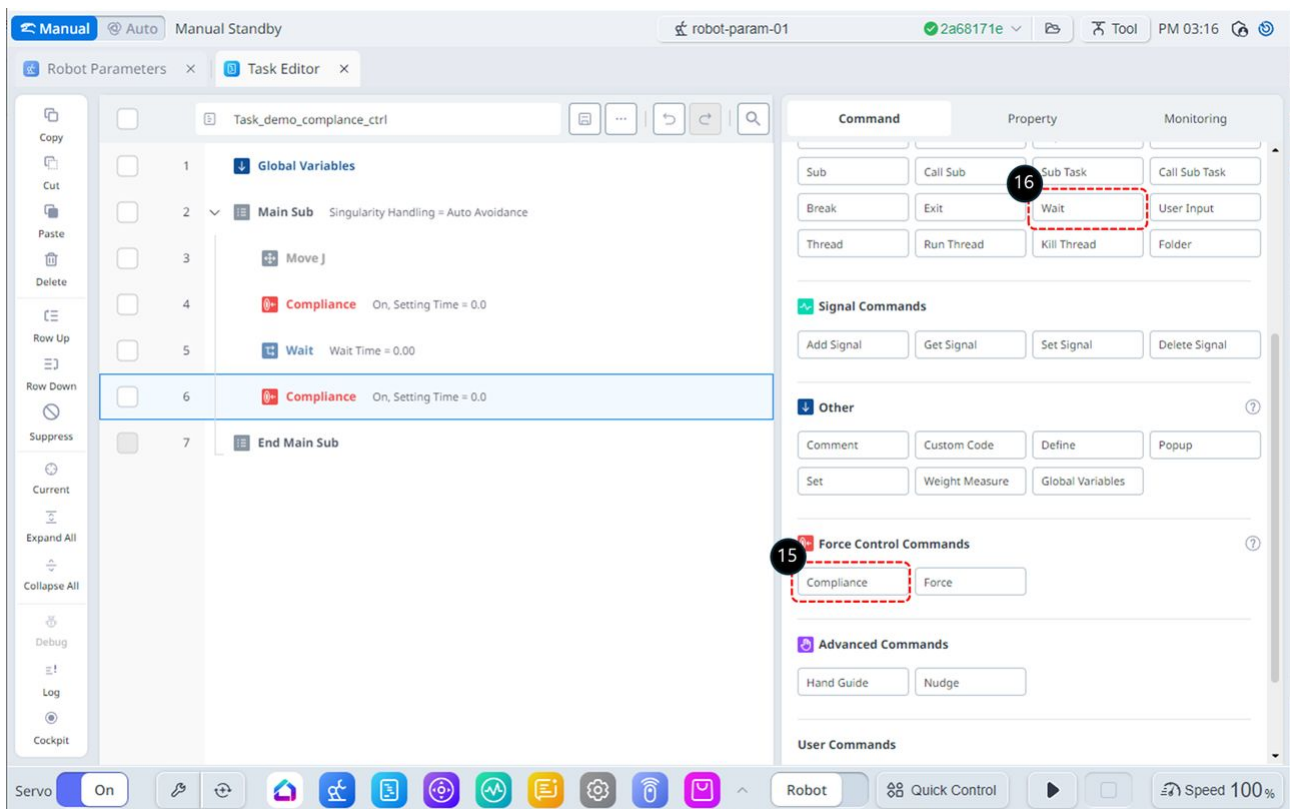 Manual Auto Manual Standby robot-param-01 2a68171e Tool PM 03:16
Robot Parameters × Task Editor ×
Copy
Cut
Paste
Delete
Row Up
Row Down
Suppress
Current
Expand All
Collapse All
Debug
Log
Cockpit
Task_demo_complance_ctrl
1 Global Variables
2 Main Sub Singularity Handling = Auto Avoidance
3 Move J
4 Compliance On, Setting Time = 0.0
5 Wait Wait Time = 0.00
6 Compliance On, Setting Time = 0.0
7 End Main Sub
Command Property Monitoring
Sub Call Sub Sub Task Call Sub Task
16
Break Exit Wait User Input
Thread Run Thread Kill Thread Folder
Signal Commands
Add Signal Get Signal Set Signal Delete Signal
Other
Comment Custom Code Define Popup
Set Weight Measure Global Variables
Force Control Commands
15
Compliance Force
Advanced Commands
Hand Guide Nudge
User Commands
Servo On Robot Quick Control Speed 100%